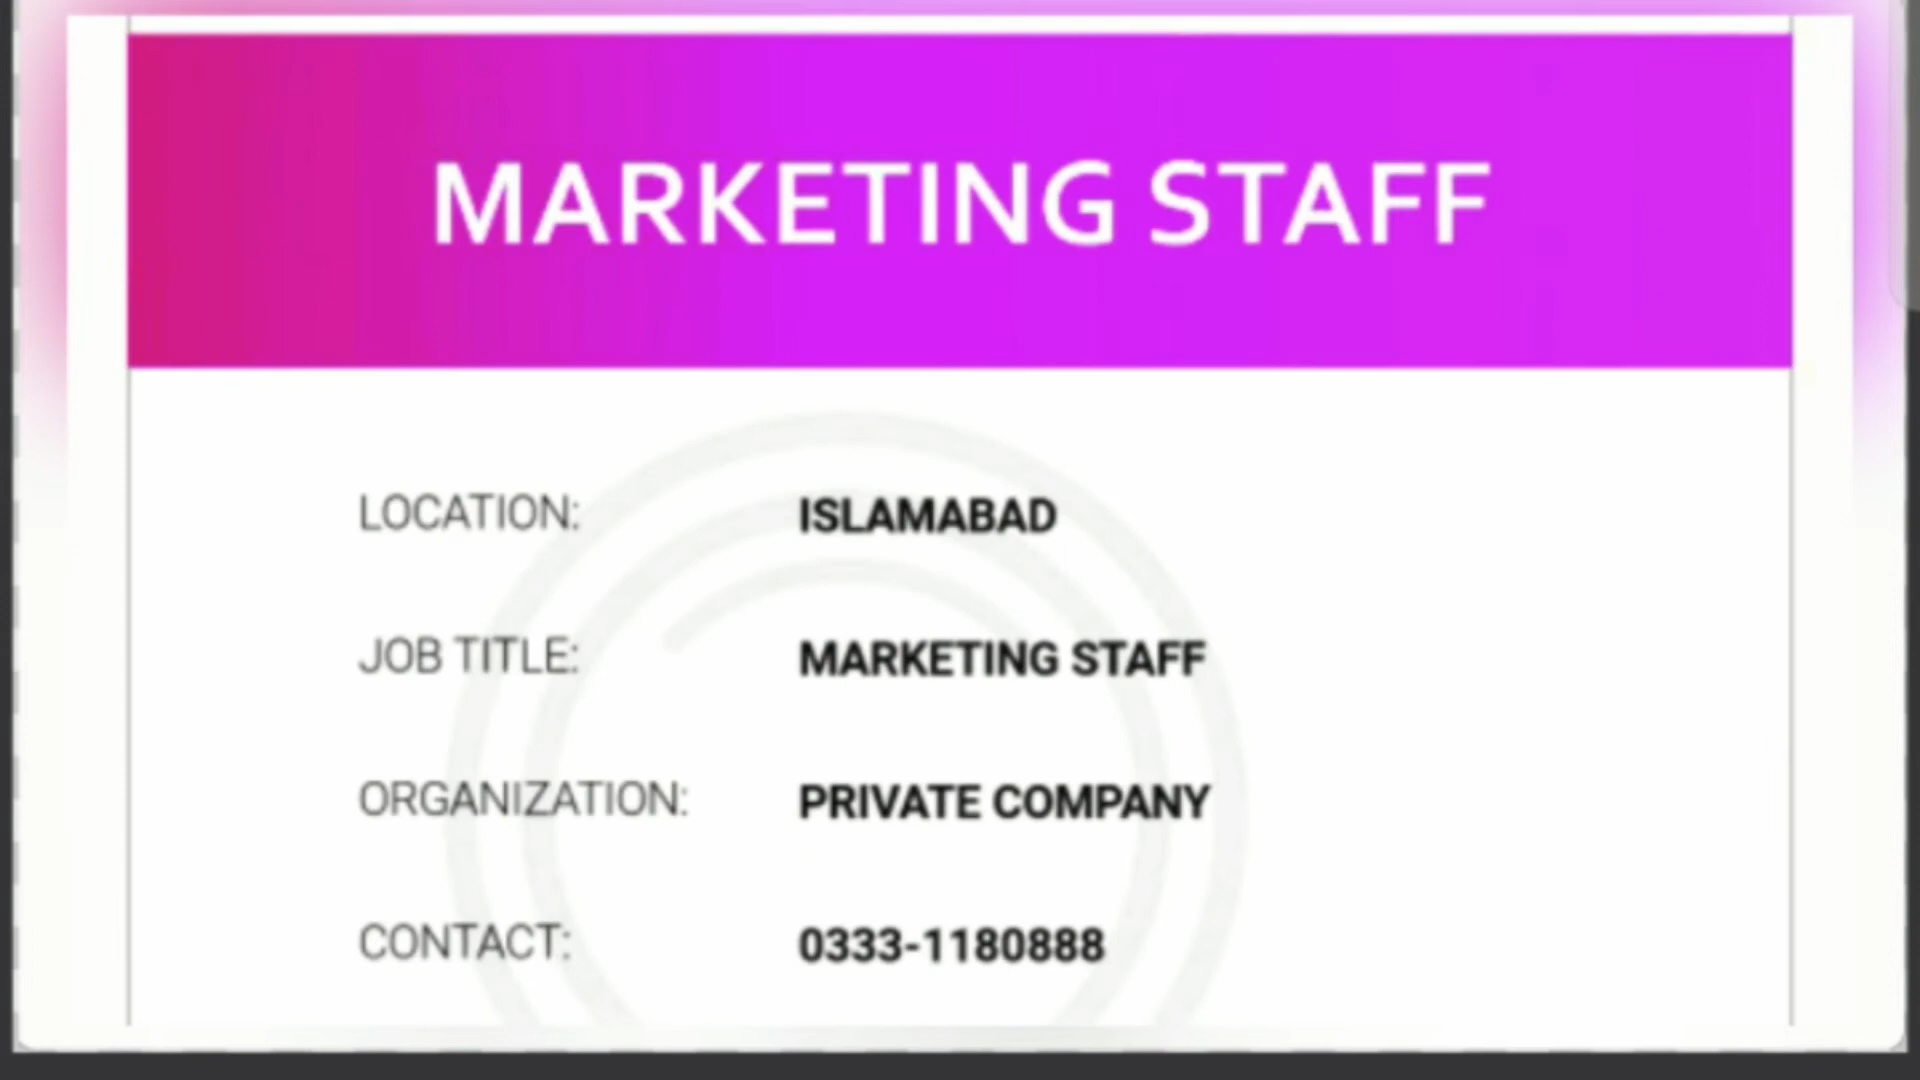 MARKETING STAFF
LOCATION: ISLAMABAD
JOB TITLE: MARKETING STAFF
ORGANIZATION: PRIVATE COMPANY
CONTACT: 0333-1180888